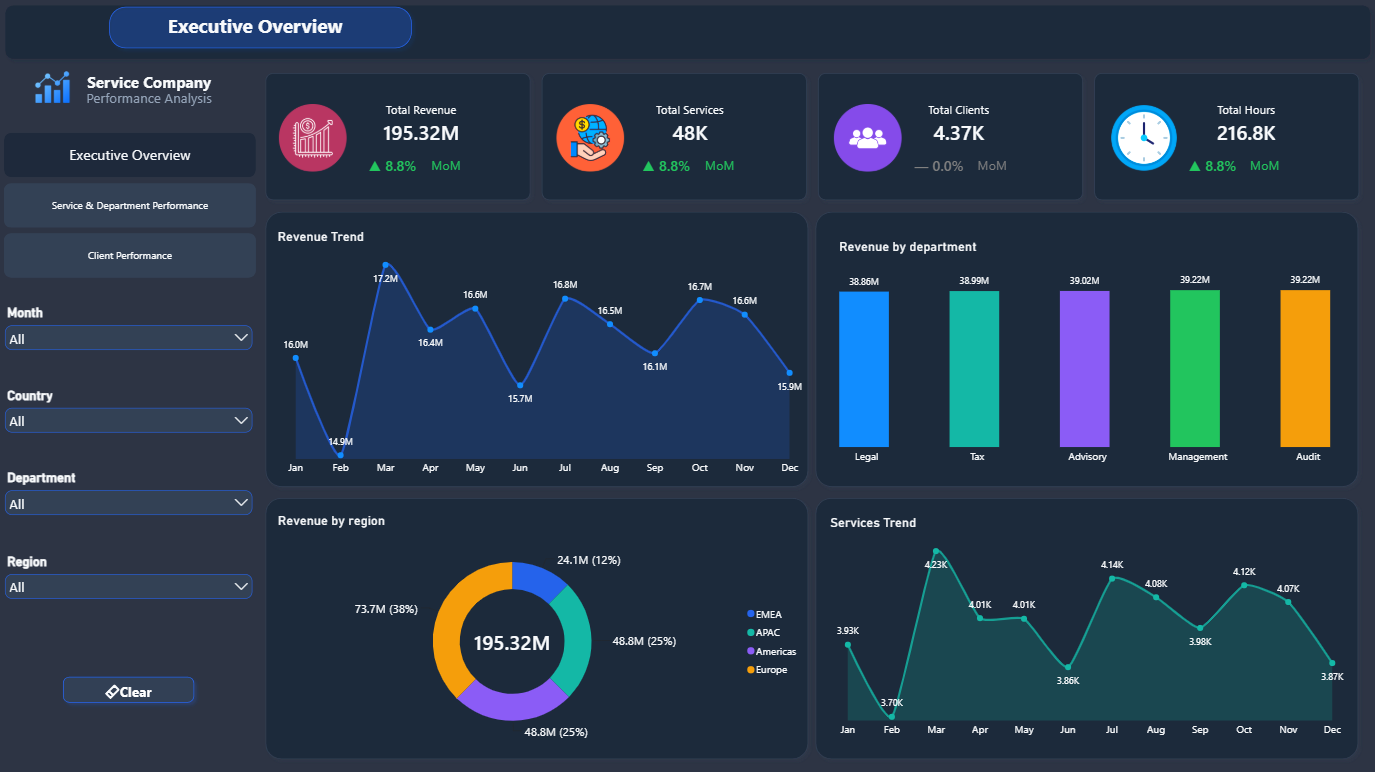 Executive Overview
Service Company
Performance Analysis
Executive Overview
Service & Department Performance
Client Performance
Month
All
Country
All
Department
All
Region
All
Clear
Total Revenue
195.32M
▲ 8.8% MoM
Total Services
48K
▲ 8.8% MoM
Total Clients
4.37K
— 0.0% MoM
Total Hours
216.8K
▲ 8.8% MoM
Revenue Trend
16.0M
14.9M
17.2M
16.4M
16.6M
15.7M
16.8M
16.5M
16.1M
16.7M
16.6M
15.9M
Jan Feb Mar Apr May Jun Jul Aug Sep Oct Nov Dec
Revenue by department
38.86M 38.99M 39.02M 39.22M 39.22M
Legal Tax Advisory Management Audit
Revenue by region
24.1M (12%)
73.7M (38%)
48.8M (25%)
48.8M (25%)
195.32M
EMEA
APAC
Americas
Europe
Services Trend
3.93K
3.70K
4.23K
4.01K
4.01K
3.86K
4.14K
4.08K
3.98K
4.12K
4.07K
3.87K
Jan Feb Mar Apr May Jun Jul Aug Sep Oct Nov Dec